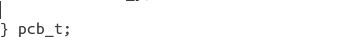 } pcb_t;